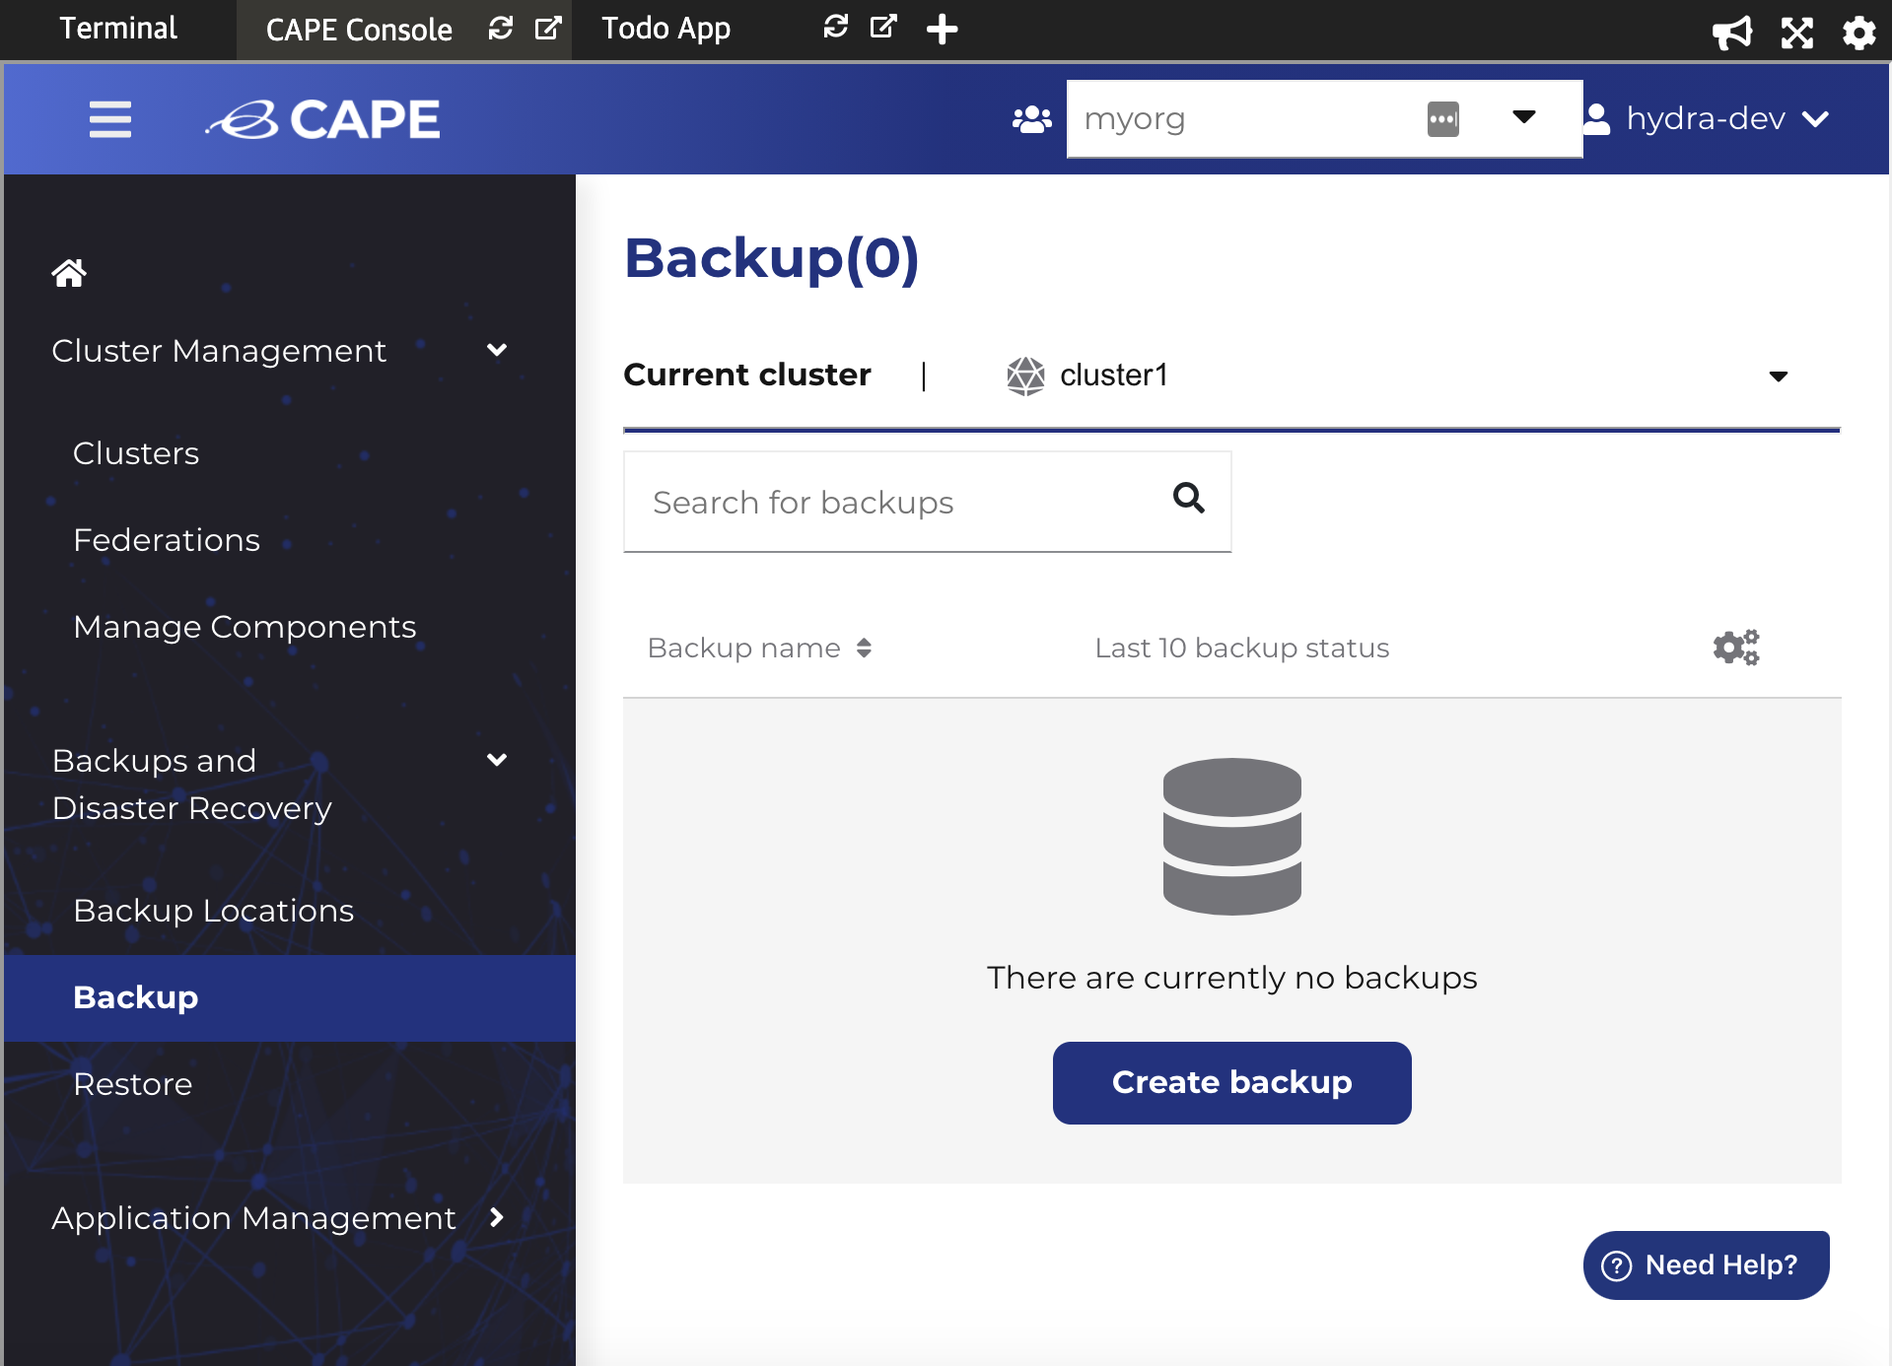 Terminal
CAPE Console
Todo App
CAPE
myorg
hydra-dev
Cluster Management
Clusters
Federations
Manage Components
Backups and
Disaster Recovery
Backup Locations
Backup
Restore
Application Management
Backup(0)
Current cluster | cluster1
Search for backups
Backup name
Last 10 backup status
There are currently no backups
Create backup
? Need Help?